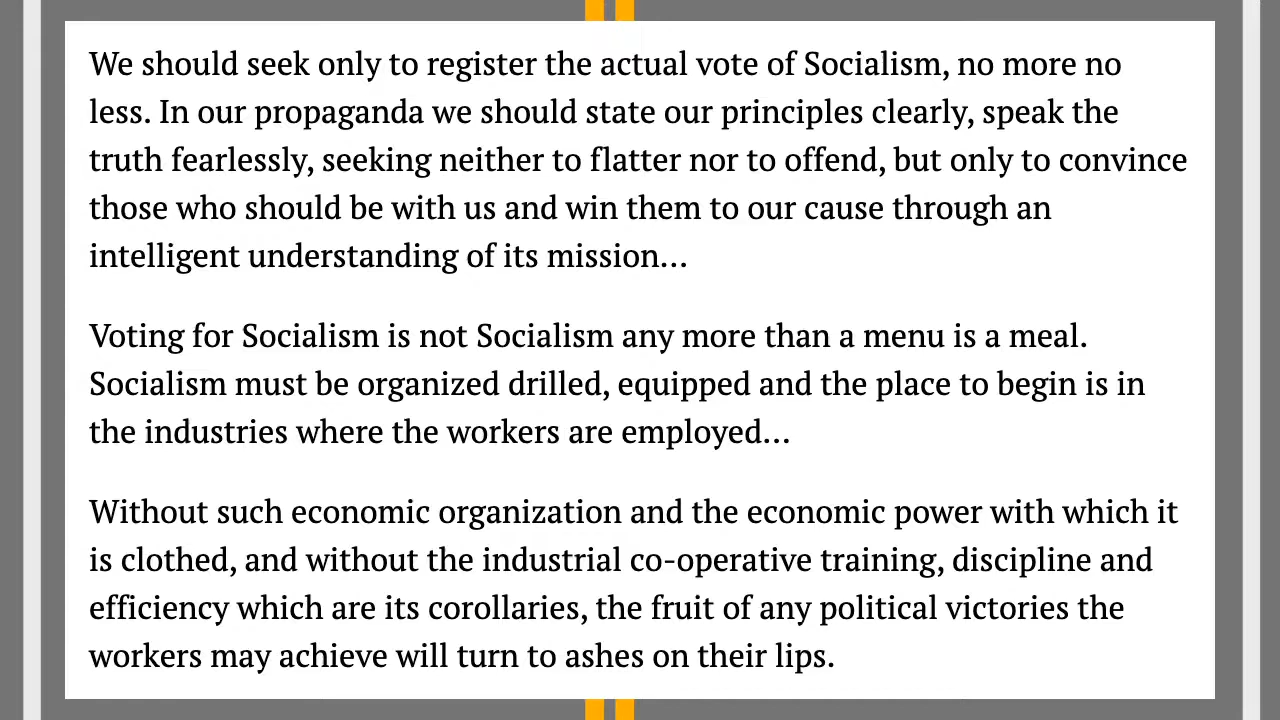 We should seek only to register the actual vote of Socialism, no more no
less. In our propaganda we should state our principles clearly, speak the
truth fearlessly, seeking neither to flatter nor to offend, but only to convince
those who should be with us and win them to our cause through an
intelligent understanding of its mission...
Voting for Socialism is not Socialism any more than a menu is a meal.
Socialism must be organized drilled, equipped and the place to begin is in
the industries where the workers are employed...
Without such economic organization and the economic power with which it
is clothed, and without the industrial co-operative training, discipline and
efficiency which are its corollaries, the fruit of any political victories the
workers may achieve will turn to ashes on their lips.